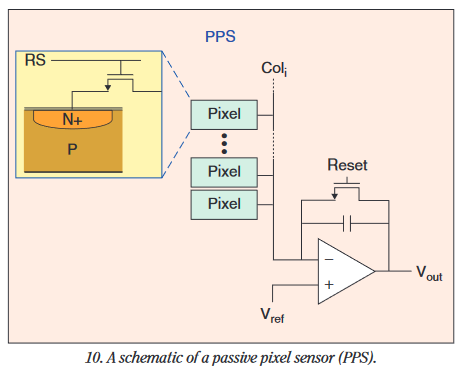 PPS
RS
Col_i
N+
P
Pixel
Pixel
Pixel
Reset
−
+
V_out
V_ref
10. A schematic of a passive pixel sensor (PPS).